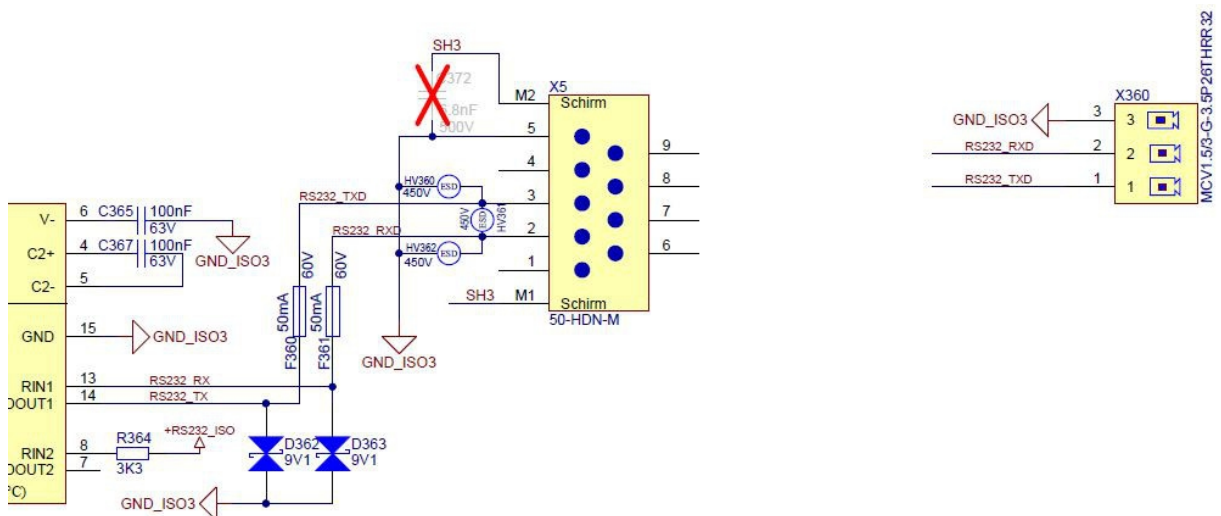 SH3
C372
6.8nF
500V
X5
M2
Schirm
5
4
3
2
1
9
8
7
6
HV360
450V
RS232_TXD
450V
HV361
RS232_RXD
HV362
450V
SH3
M1
Schirm
50-HDN-M
GND_ISO3
V-
6
C365
100nF
63V
C2+
4
C367
100nF
63V
C2-
5
GND_ISO3
60V
60V
50mA
50mA
F360
F361
GND
15
GND_ISO3
RIN1
13
RS232_RX
DOUT1
14
RS232_TX
RIN2
8
R364
3K3
+RS232_ISO
DOUT2
7
D362
9V1
D363
9V1
GND_ISO3
ESD
ESD
ESD
X360
GND_ISO3
3
3
RS232_RXD
2
2
RS232_TXD
1
1
MCV1.5/3-G-3.5P26THRR32